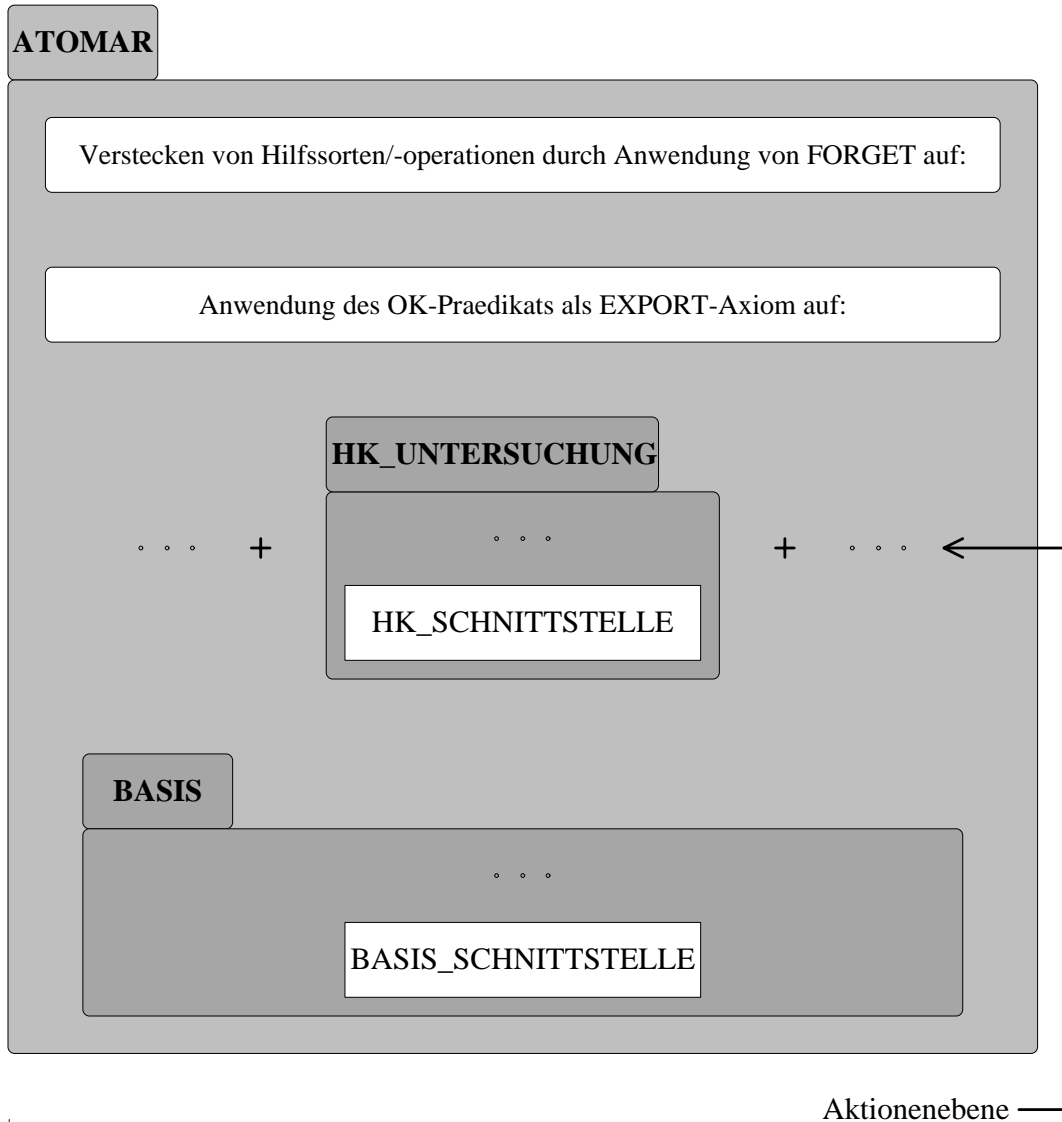 ATOMAR
Verstecken von Hilfssorten/-operationen durch Anwendung von FORGET auf:
Anwendung des OK-Praedikats als EXPORT-Axiom auf:
HK_UNTERSUCHUNG
∘ ∘ ∘
∘ ∘ ∘ + + ∘ ∘ ∘
HK_SCHNITTSTELLE
BASIS
∘ ∘ ∘
BASIS_SCHNITTSTELLE
Aktionenebene